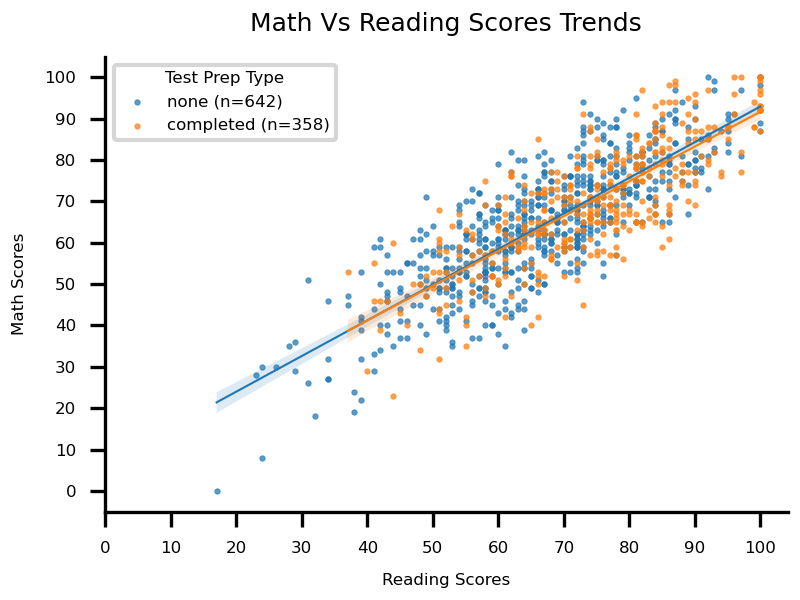 Math Vs Reading Scores Trends
Test Prep Type
none (n=642)
completed (n=358)
100
90
80
70
60
50
40
30
20
10
0
Math Scores
0 10 20 30 40 50 60 70 80 90 100
Reading Scores